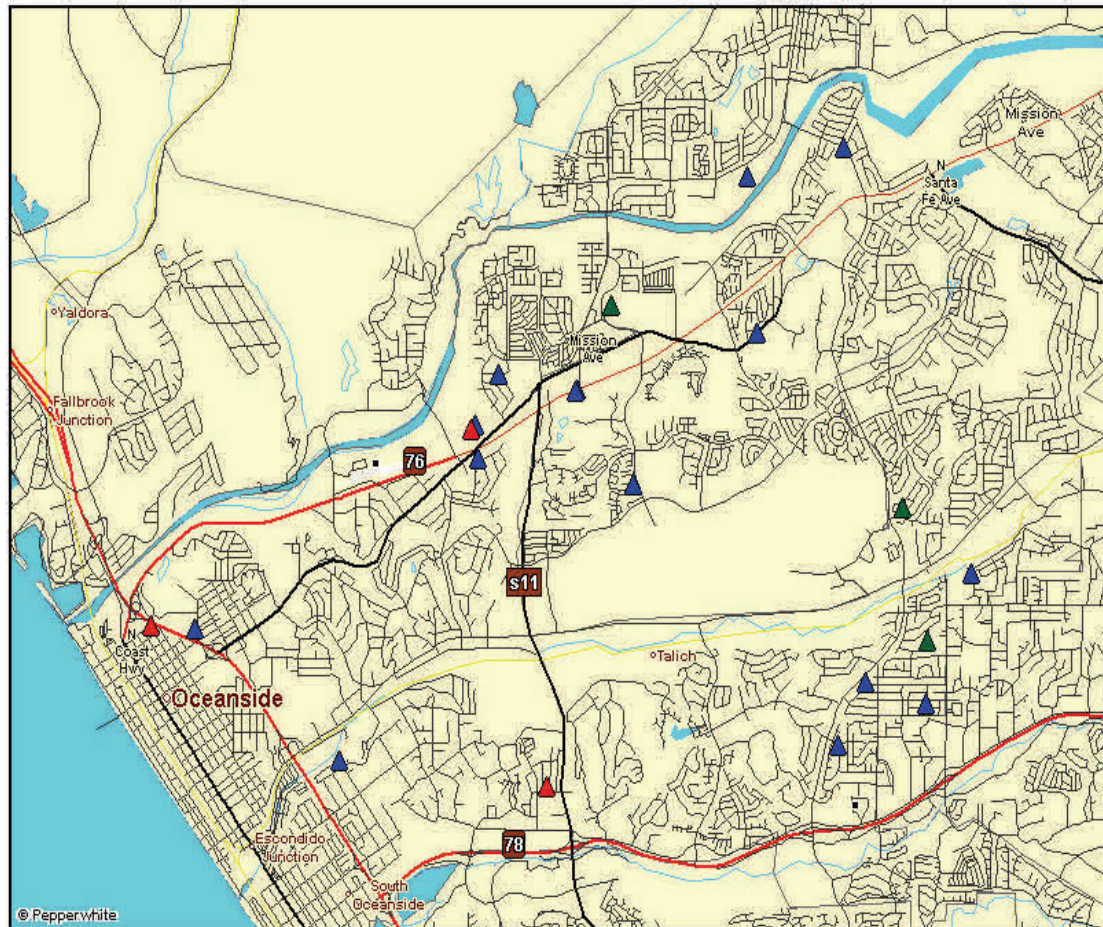 Mission
Ave
N
Santa
Fe Ave
Yaldora
Mission
Ave
Fallbrook
Junction
76
s11
N
Coast
Hwy
Talich
Oceanside
Escondido
Junction
78
South
Oceanside
© Pepperwhite